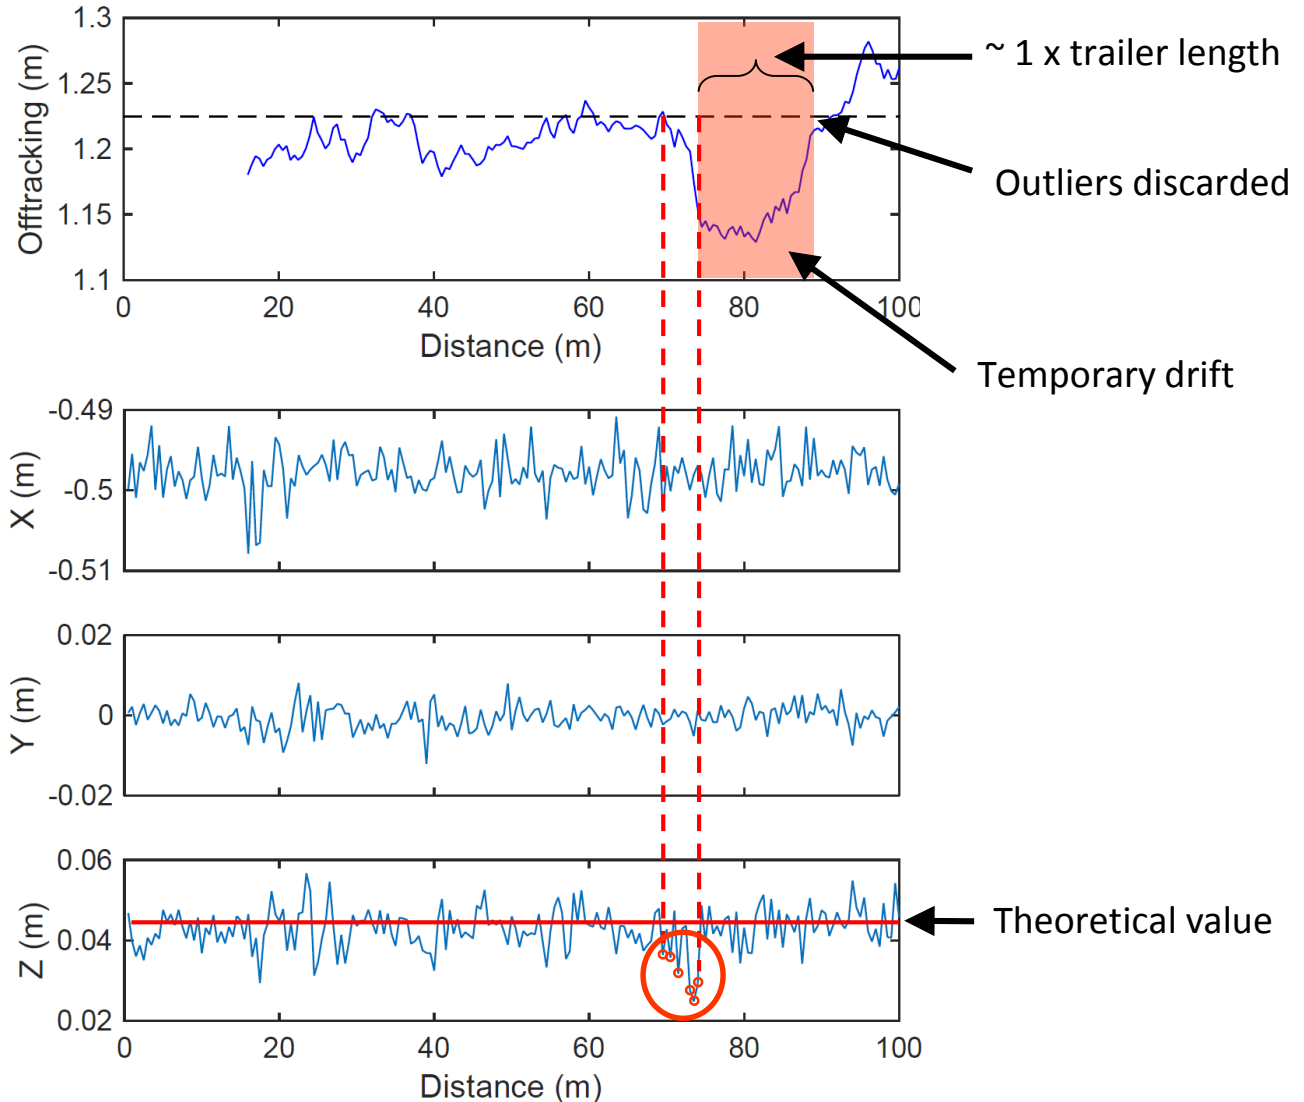 1.3
1.25
1.2
1.15
1.1
Offtracking (m)
0 20 40 60 80 100
Distance (m)
~ 1 x trailer length
Outliers discarded
Temporary drift
-0.49
-0.5
-0.51
X (m)
0.02
0
-0.02
Y (m)
0.06
0.04
0.02
Z (m)
Theoretical value
0 20 40 60 80 100
Distance (m)